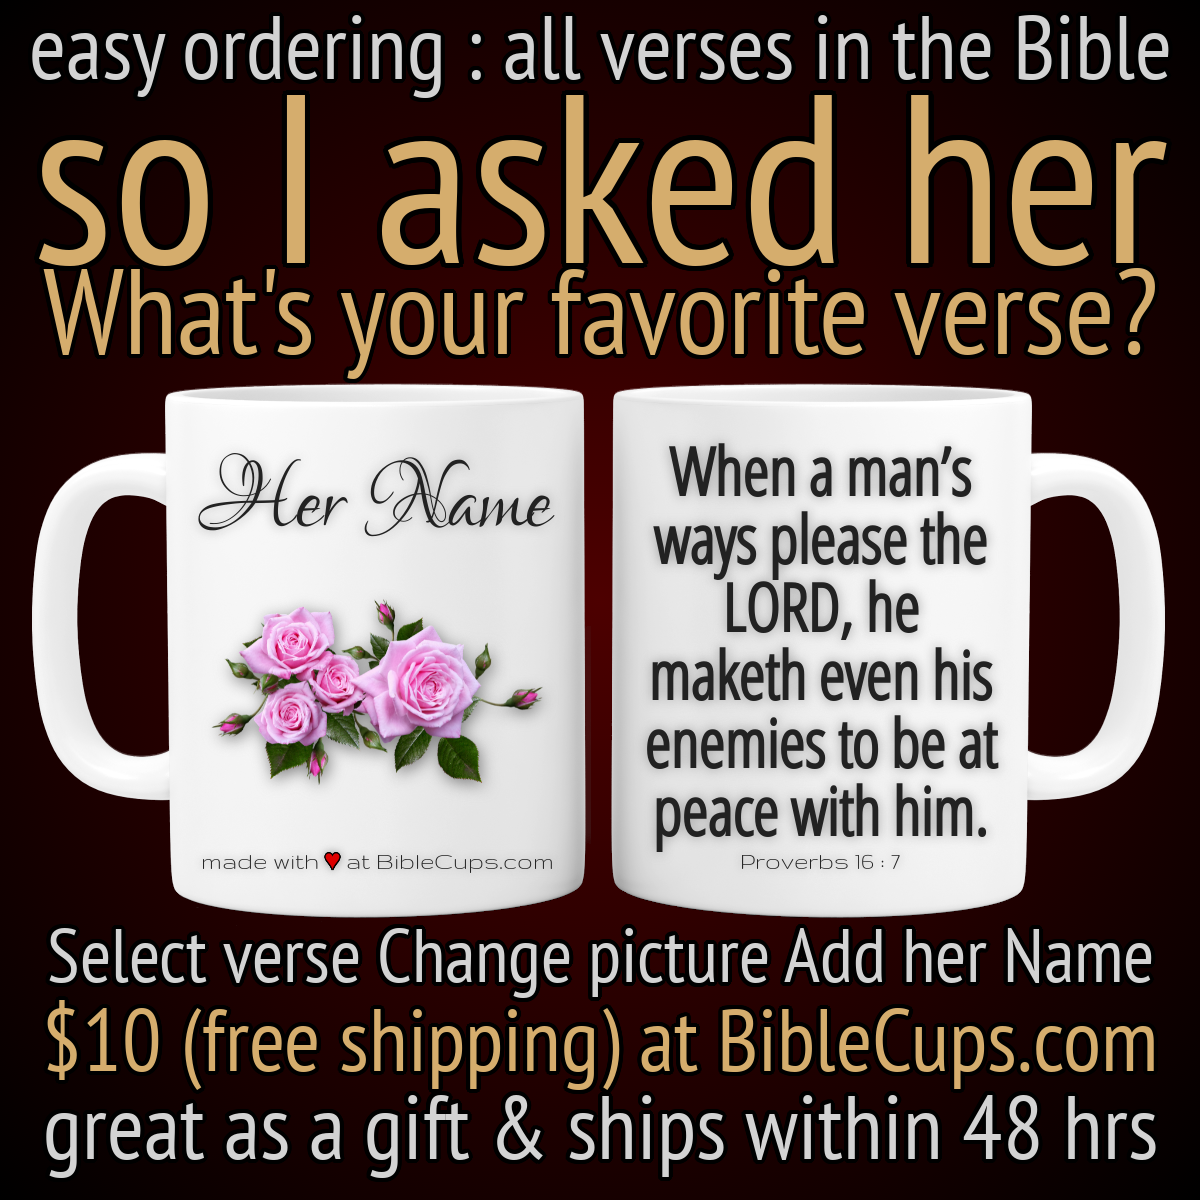 easy ordering : all verses in the Bible
so I asked her
What's your favorite verse?
Her Name
made with ♥ at BibleCups.com
When a man’s
ways please the
LORD, he
maketh even his
enemies to be at
peace with him.
Proverbs 16 : 7
Select verse Change picture Add her Name
$10 (free shipping) at BibleCups.com
great as a gift & ships within 48 hrs